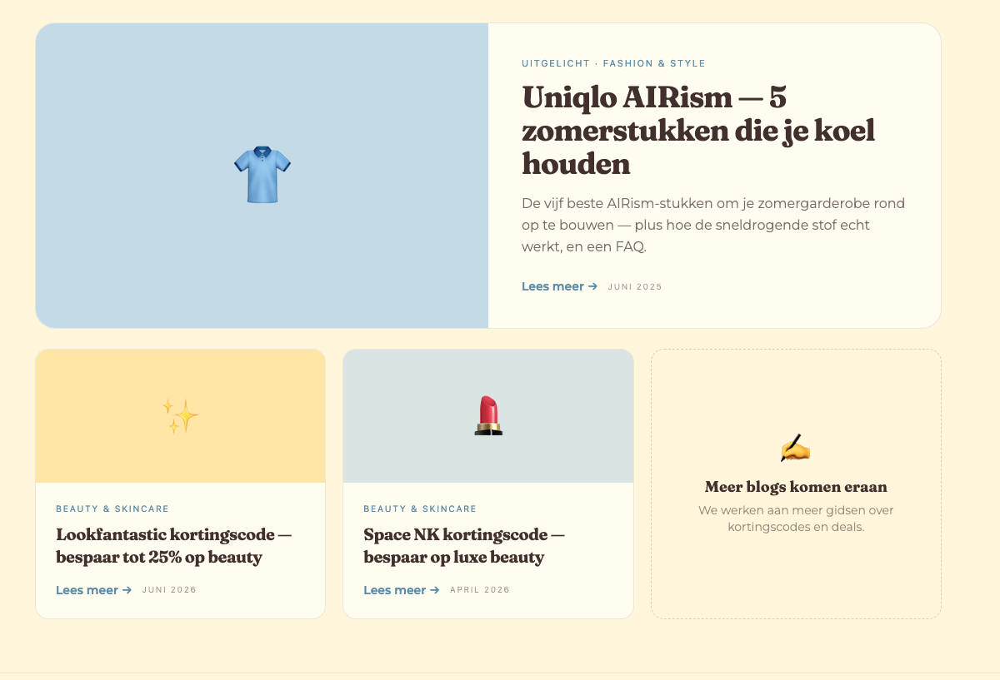 UITGELICHT · FASHION & STYLE
Uniqlo AIRism — 5
zomerstukken die je koel
houden
De vijf beste AIRism-stukken om je zomergarderobe rond
op te bouwen — plus hoe de sneldrogende stof echt
werkt, en een FAQ.
Lees meer → JUNI 2025
BEAUTY & SKINCARE
Lookfantastic kortingscode —
bespaar tot 25% op beauty
Lees meer → JUNI 2026
BEAUTY & SKINCARE
Space NK kortingscode —
bespaar op luxe beauty
Lees meer → APRIL 2026
Meer blogs komen eraan
We werken aan meer gidsen over
kortingscodes en deals.